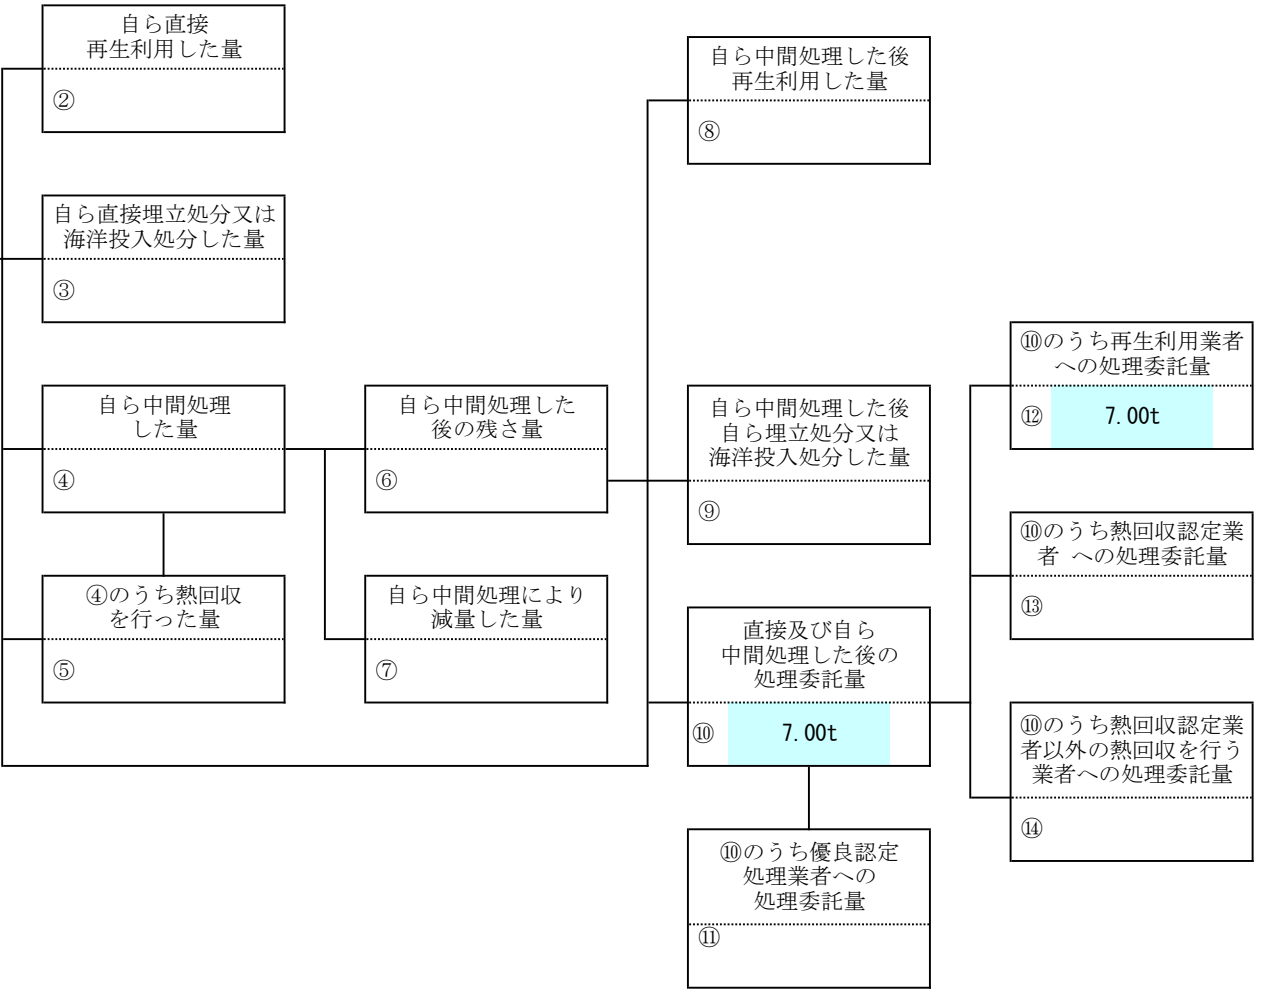 自ら直接
再生利用した量
②
自ら直接埋立処分又は
海洋投入処分した量
③
自ら中間処理
した量
④
④のうち熱回収
を行った量
⑤
自ら中間処理した
後の残さ量
⑥
自ら中間処理により
減量した量
⑦
自ら中間処理した後
再生利用した量
⑧
自ら中間処理した後
自ら埋立処分又は
海洋投入処分した量
⑨
直接及び自ら
中間処理した後の
処理委託量
⑩ 7.00t
⑩のうち優良認定
処理業者への
処理委託量
⑪
⑩のうち再生利用業者
への処理委託量
⑫ 7.00t
⑩のうち熱回収認定業
者 への処理委託量
⑬
⑩のうち熱回収認定業
者以外の熱回収を行う
業者への処理委託量
⑭